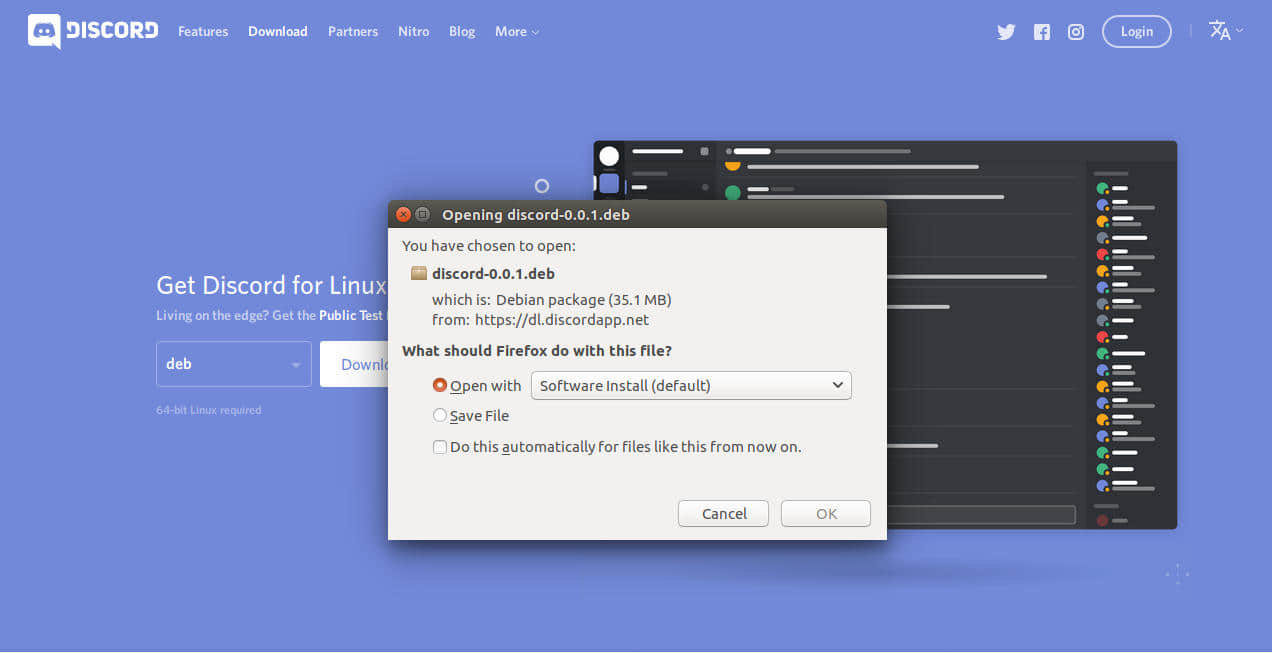 DISCORD Features Download Partners Nitro Blog More Login
Opening discord-0.0.1.deb
You have chosen to open:
discord-0.0.1.deb
which is: Debian package (35.1 MB)
from: https://dl.discordapp.net
What should Firefox do with this file?
Open with Software Install (default)
Save File
Do this automatically for files like this from now on.
Cancel OK
Get Discord for Linux
Living on the edge? Get the Public Test
deb Downl
64-bit Linux required